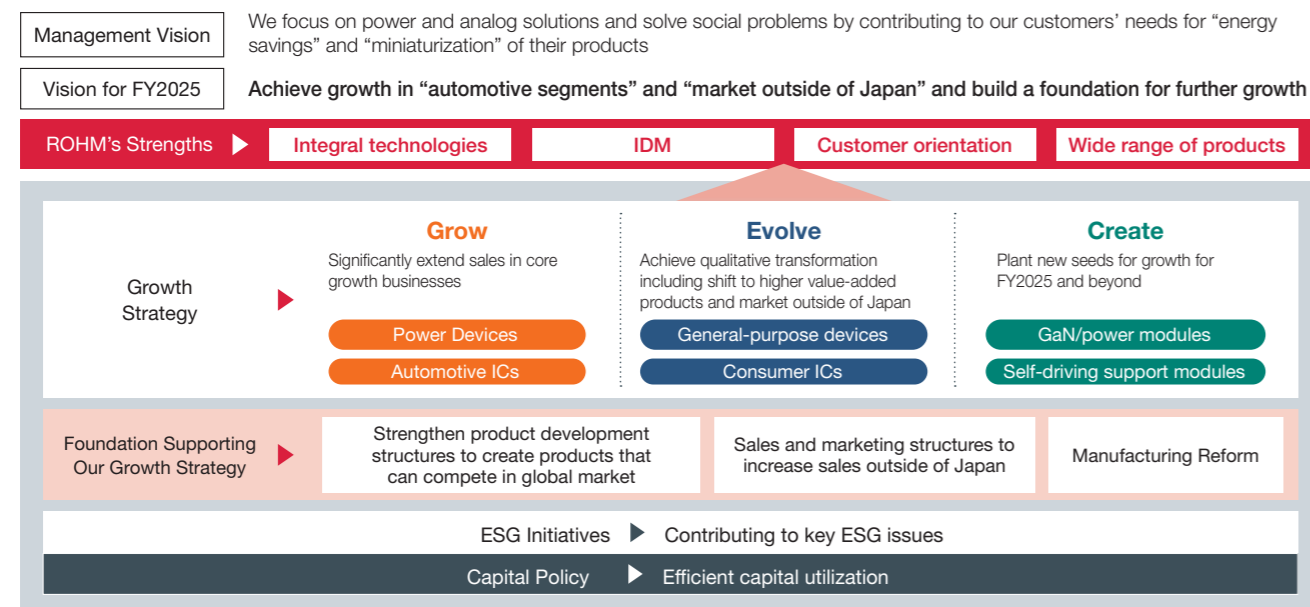 Management Vision
We focus on power and analog solutions and solve social problems by contributing to our customers’ needs for “energy
savings” and “miniaturization” of their products
Vision for FY2025
Achieve growth in “automotive segments” and “market outside of Japan” and build a foundation for further growth
ROHM’s Strengths
Integral technologies
IDM
Customer orientation
Wide range of products
Growth
Strategy
Grow
Significantly extend sales in core
growth businesses
Power Devices
Automotive ICs
Evolve
Achieve qualitative transformation
including shift to higher value-added
products and market outside of Japan
General-purpose devices
Consumer ICs
Create
Plant new seeds for growth for
FY2025 and beyond
GaN/power modules
Self-driving support modules
Foundation Supporting
Our Growth Strategy
Strengthen product development
structures to create products that
can compete in global market
Sales and marketing structures to
increase sales outside of Japan
Manufacturing Reform
ESG Initiatives
Contributing to key ESG issues
Capital Policy
Efficient capital utilization